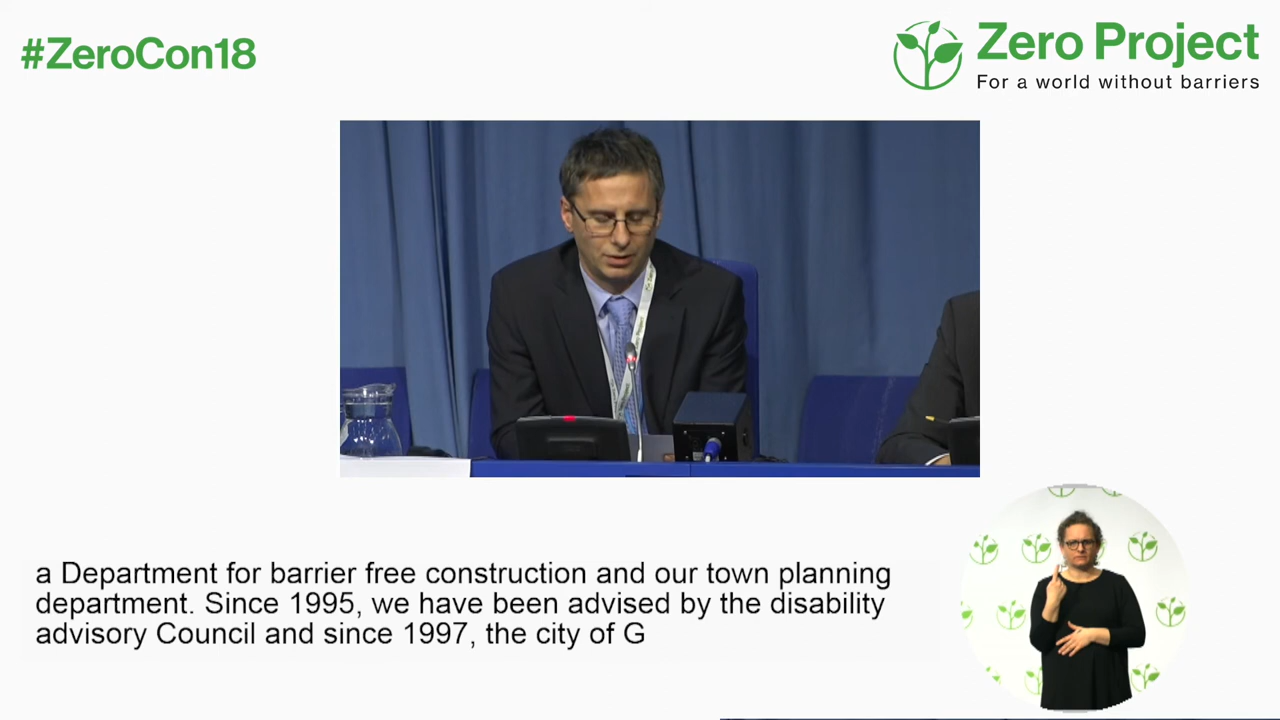 #ZeroCon18
Zero Project
For a world without barriers
a Department for barrier free construction and our town planning
department. Since 1995, we have been advised by the disability
advisory Council and since 1997, the city of G